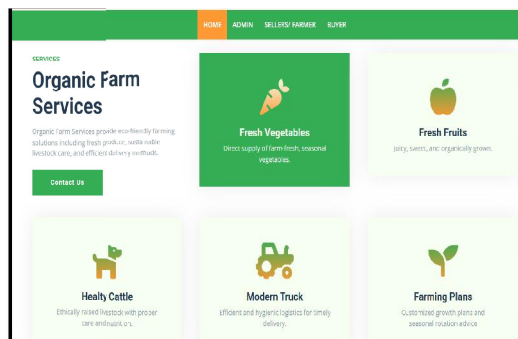 HOME ADMIN SELLERS/ FARMER BUYER
SERVICES
Organic Farm
Services
Organic Farm Services provide eco-friendly farming
solutions including fresh produce, sustainable
livestock care, and efficient delivery methods.
Contact Us
Fresh Vegetables
Direct supply of farm-fresh, seasonal
vegetables.
Fresh Fruits
Juicy, sweet, and organically grown.
Healty Cattle
Ethically raised livestock with proper
care and nutrition.
Modern Truck
Efficient and hygienic logistics for timely
delivery.
Farming Plans
Customized growth plans and
seasonal rotation advice